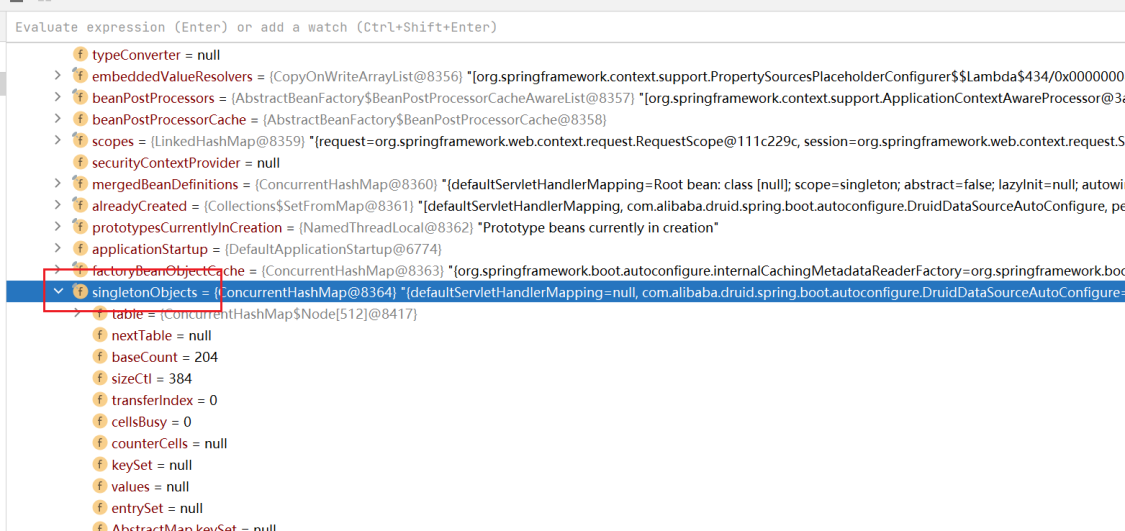 Evaluate expression (Enter) or add a watch (Ctrl+Shift+Enter)
typeConverter = null
embeddedValueResolvers = {CopyOnWriteArrayList@8356} "[org.springframework.context.support.PropertySourcesPlaceholderConfigurer$$Lambda$434/0x0000000
beanPostProcessors = {AbstractBeanFactory$BeanPostProcessorCacheAwareList@8357} "[org.springframework.context.support.ApplicationContextAwareProcessor@3a
beanPostProcessorCache = {AbstractBeanFactory$BeanPostProcessorCache@8358}
scopes = {LinkedHashMap@8359} "{request=org.springframework.web.context.request.RequestScope@111c229c, session=org.springframework.web.context.request.S
securityContextProvider = null
mergedBeanDefinitions = {ConcurrentHashMap@8360} "{defaultServletHandlerMapping=Root bean: class [null]; scope=singleton; abstract=false; lazyInit=null; autowir
alreadyCreated = {Collections$SetFromMap@8361} "[defaultServletHandlerMapping, com.alibaba.druid.spring.boot.autoconfigure.DruidDataSourceAutoConfigure, pe
prototypesCurrentlyInCreation = {NamedThreadLocal@8362} "Prototype beans currently in creation"
applicationStartup = {DefaultApplicationStartup@6774}
factoryBeanObjectCache = {ConcurrentHashMap@8363} "{org.springframework.boot.autoconfigure.internalCachingMetadataReaderFactory=org.springframework.boo
singletonObjects = {ConcurrentHashMap@8364} "{defaultServletHandlerMapping=null, com.alibaba.druid.spring.boot.autoconfigure.DruidDataSourceAutoConfigure=
table = {ConcurrentHashMap$Node[512]@8417}
nextTable = null
baseCount = 204
sizeCtl = 384
transferIndex = 0
cellsBusy = 0
counterCells = null
keySet = null
values = null
entrySet = null
AbstractMap.keySet = null